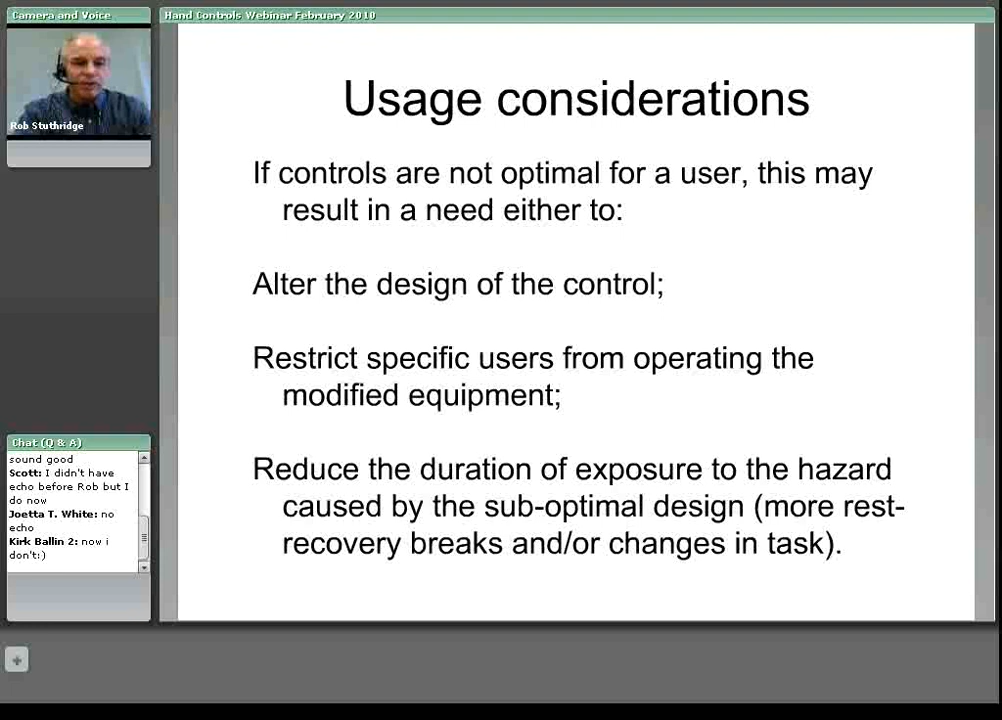 Camera and Voice
Hand Controls Webinar February 2010
Rob Stuthridge
Usage considerations
If controls are not optimal for a user, this may
result in a need either to:
Alter the design of the control;
Restrict specific users from operating the
modified equipment;
Reduce the duration of exposure to the hazard
caused by the sub-optimal design (more rest-
recovery breaks and/or changes in task).
Chat (Q & A)
sound good
Scott: I didn't have
echo before Rob but I
do now
Joetta T. White: no
echo
Kirk Ballin 2: now i
don't:)